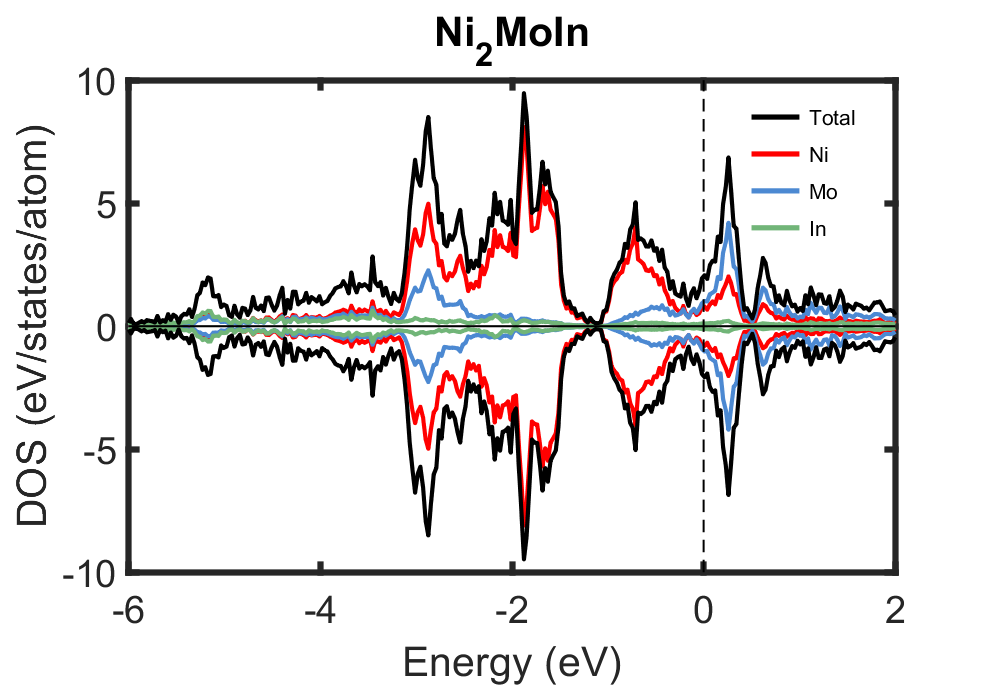 Ni2MoIn
DOS (eV/states/atom)
10
5
0
-5
-10
Total
Ni
Mo
In
-6
-4
-2
0
2
Energy (eV)